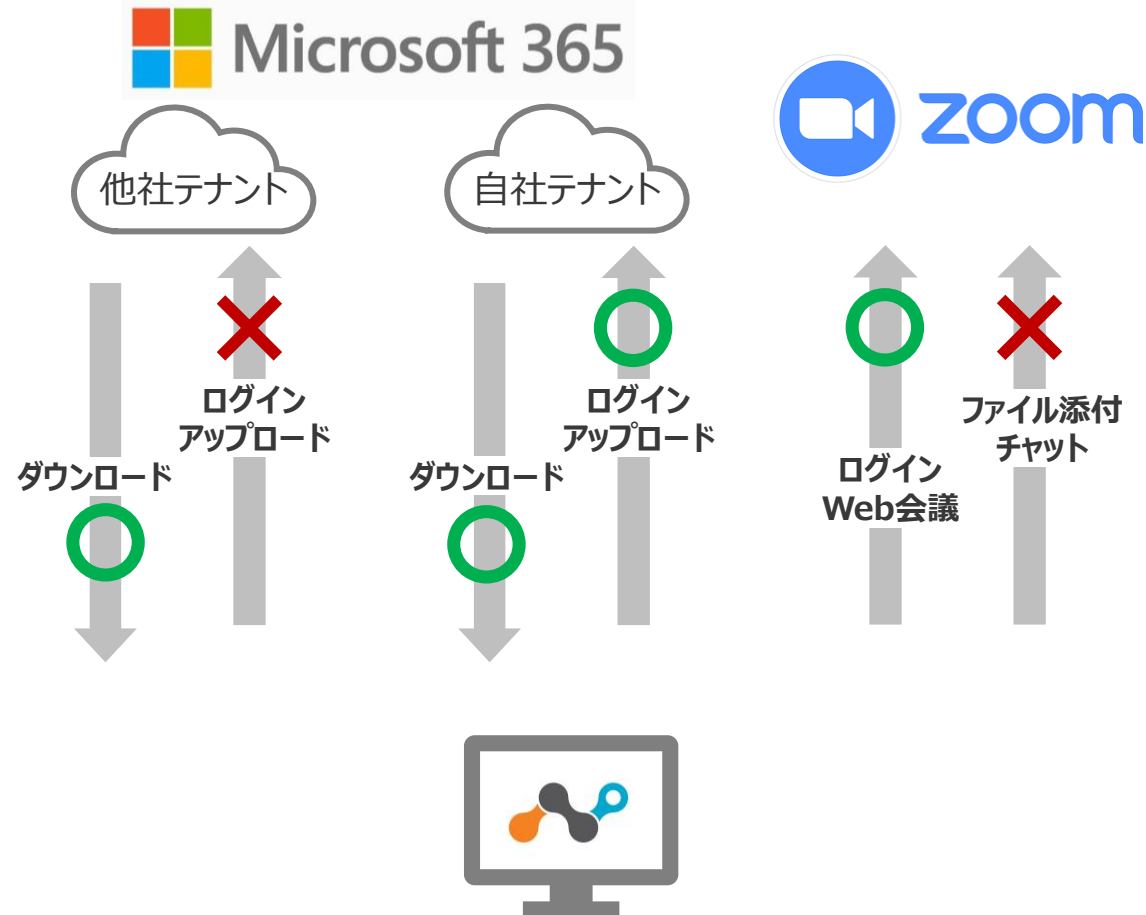 Microsoft 365
zoom
他社テナント
自社テナント
ログイン
アップロード
ダウンロード
ログイン
アップロード
ダウンロード
ログイン
Web会議
ファイル添付
チャット